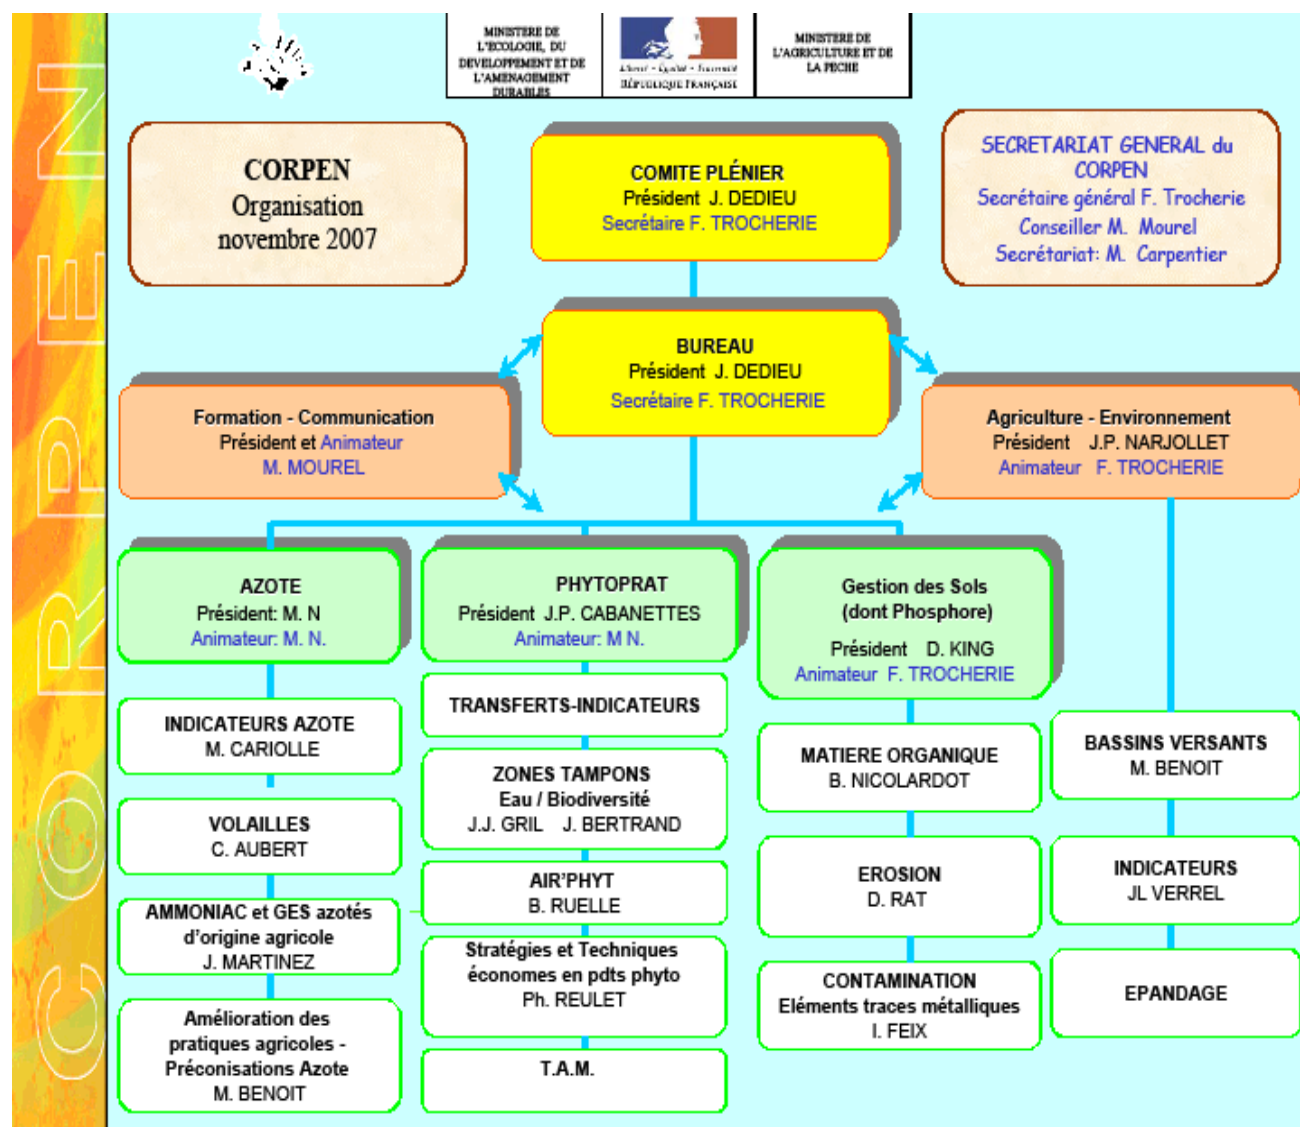 CORPEN
MINISTERE DE
L'ECOLOGIE, DU
DEVELOPPEMENT ET DE
L'AMENAGEMENT
DURABLES
Liberté • Égalité • Fraternité
RÉPUBLIQUE FRANÇAISE
MINISTERE DE
L'AGRICULTURE ET DE
LA PECHE
CORPEN
Organisation
novembre 2007
COMITE PLÉNIER
Président J. DEDIEU
Secrétaire F. TROCHERIE
SECRETARIAT GENERAL du
CORPEN
Secrétaire général F. Trocherie
Conseiller M. Mourel
Secrétariat: M. Carpentier
BUREAU
Président J. DEDIEU
Secrétaire F. TROCHERIE
Formation - Communication
Président et Animateur
M. MOUREL
Agriculture - Environnement
Président J.P. NARJOLLET
Animateur F. TROCHERIE
AZOTE
Président: M. N
Animateur: M. N.
INDICATEURS AZOTE
M. CARIOLLE
VOLAILLES
C. AUBERT
AMMONIAC et GES azotés
d'origine agricole
J. MARTINEZ
Amélioration des
pratiques agricoles -
Préconisations Azote
M. BENOIT
PHYTOPRAT
Président J.P. CABANETTES
Animateur: M N.
TRANSFERTS-INDICATEURS
ZONES TAMPONS
Eau / Biodiversité
J.J. GRIL J. BERTRAND
AIR'PHYT
B. RUELLE
Stratégies et Techniques
économes en pdts phyto
Ph. REULET
T.A.M.
Gestion des Sols
(dont Phosphore)
Président D. KING
Animateur F. TROCHERIE
MATIERE ORGANIQUE
B. NICOLARDOT
EROSION
D. RAT
CONTAMINATION
Eléments traces métalliques
I. FEIX
BASSINS VERSANTS
M. BENOIT
INDICATEURS
JL VERREL
EPANDAGE